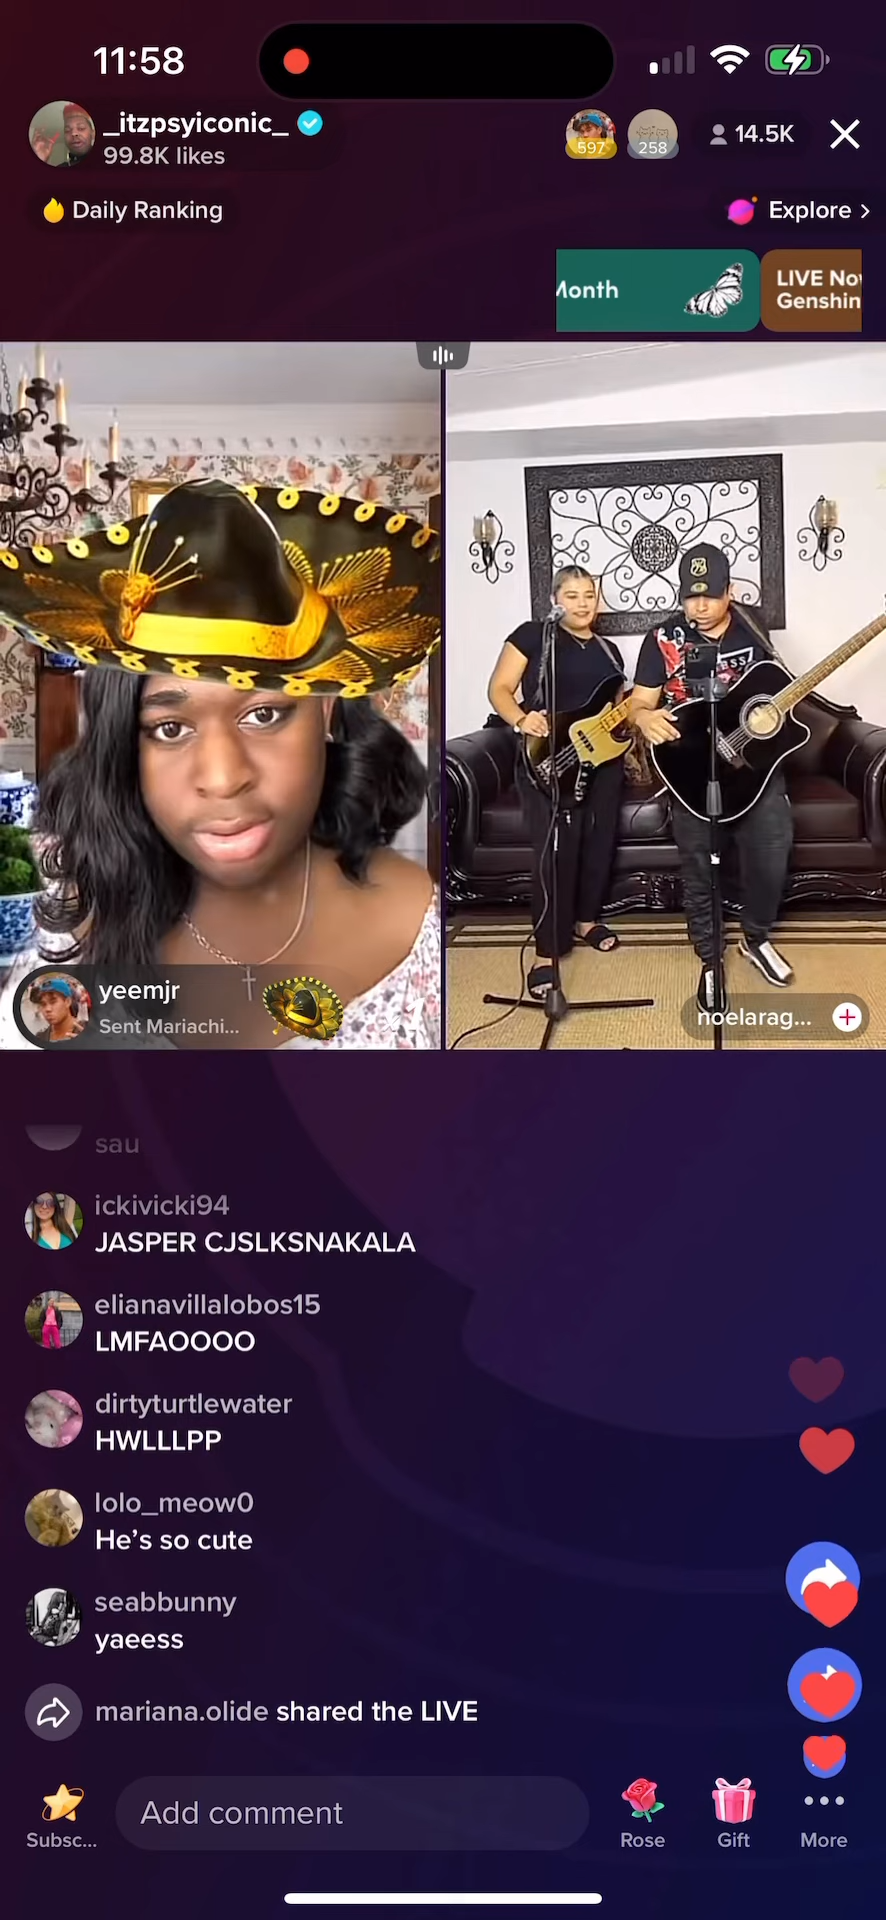 11:58
_itzpsyiconic_
99.8K likes
597
258
14.5K
Daily Ranking
Explore >
Month
LIVE Nov
Genshin
yeemjr
Sent Mariachi...
x1
noelarag...
sau
ickivicki94
JASPER CJSLKSNAKALA
elianavillalobos15
LMFAOOOO
dirtyturtlewater
HWLLLPP
lolo_meow0
He's so cute
seabbunny
yaeess
mariana.olide shared the LIVE
Subsc...
Add comment
Rose
Gift
More